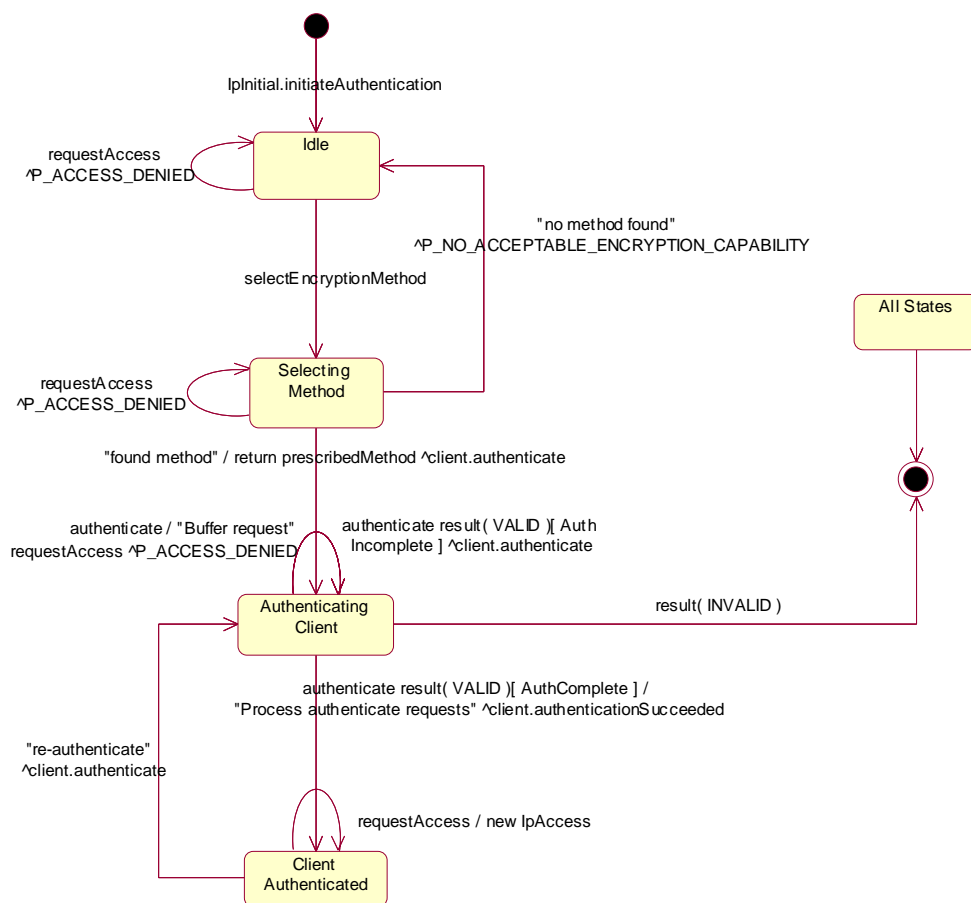 IpInitial.initiateAuthentication
Idle
requestAccess
^P_ACCESS_DENIED
"no method found"
^P_NO_ACCEPTABLE_ENCRYPTION_CAPABILITY
selectEncryptionMethod
All States
Selecting
Method
requestAccess
^P_ACCESS_DENIED
"found method" / return prescribedMethod ^client.authenticate
authenticate / "Buffer request"
requestAccess ^P_ACCESS_DENIED
authenticate result( VALID )[ Auth
Incomplete ] ^client.authenticate
Authenticating
Client
result( INVALID )
authenticate result( VALID )[ AuthComplete ] /
"Process authenticate requests" ^client.authenticationSucceeded
"re-authenticate"
^client.authenticate
requestAccess / new IpAccess
Client
Authenticated